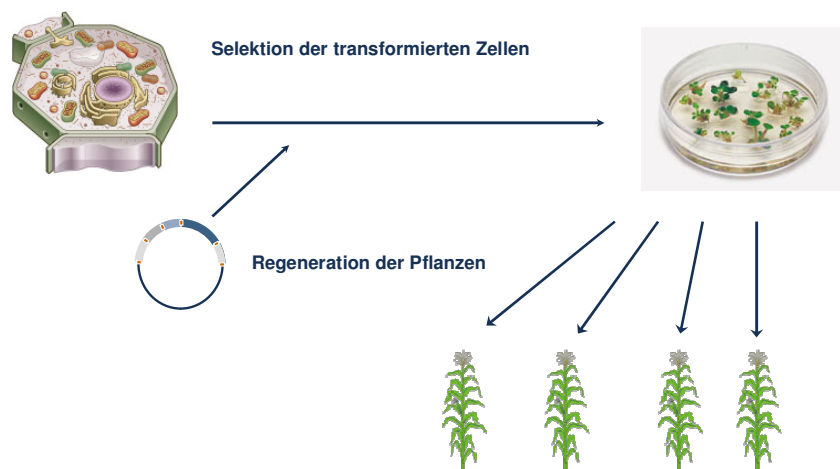 Selektion der transformierten Zellen
Regeneration der Pflanzen